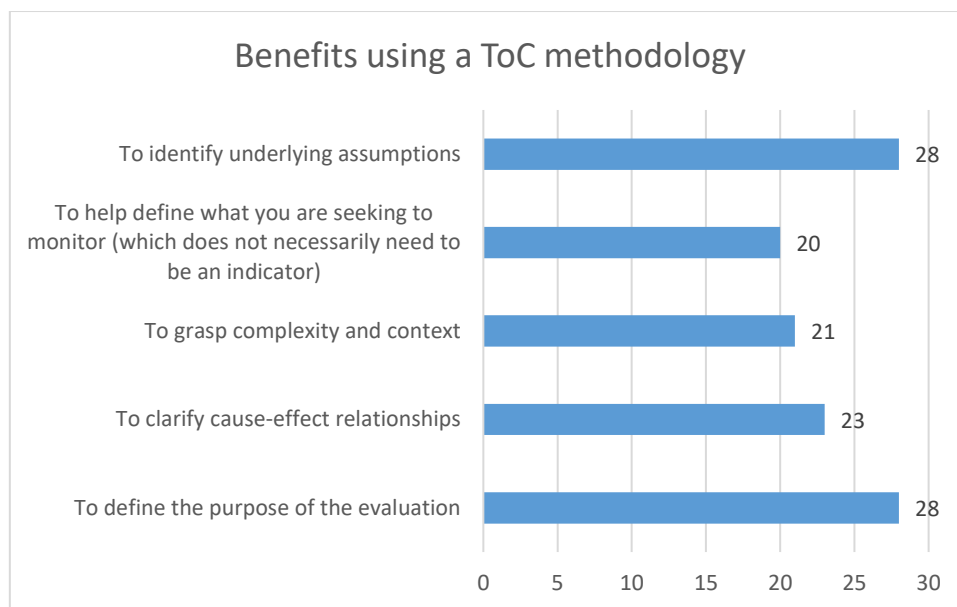 Benefits using a ToC methodology
To identify underlying assumptions
28
To help define what you are seeking to
monitor (which does not necessarily need to
be an indicator)
20
To grasp complexity and context
21
To clarify cause-effect relationships
23
To define the purpose of the evaluation
28
0 5 10 15 20 25 30